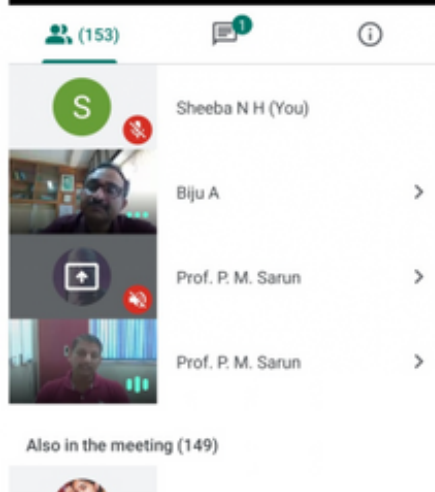 (153)
1
S
Sheeba N H (You)
Biju A
Prof. P. M. Sarun
Prof. P. M. Sarun
Also in the meeting (149)